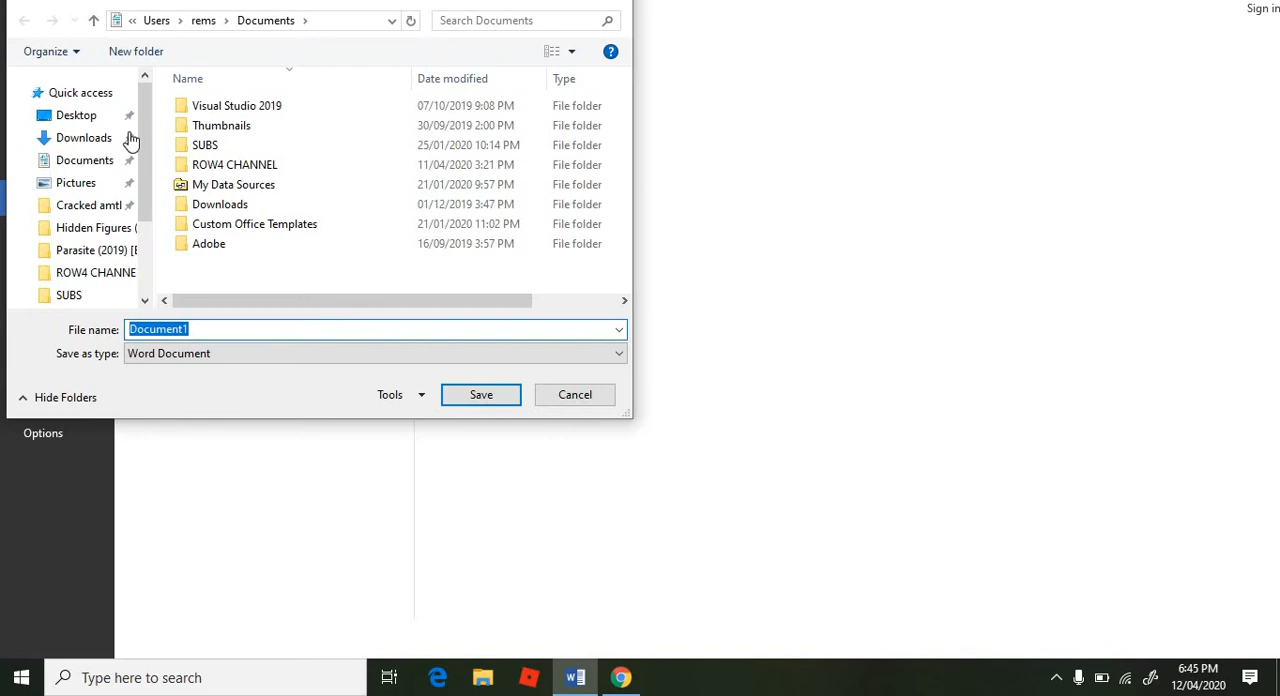 Sign in
« Users › rems › Documents ›
Search Documents
Organize
New folder
Name
Date modified
Type
Quick access
Desktop
Downloads
Documents
Pictures
Cracked amtl
Hidden Figures (
Parasite (2019) [
ROW4 CHANNE
SUBS
Visual Studio 2019 07/10/2019 9:08 PM File folder
Thumbnails 30/09/2019 2:00 PM File folder
SUBS 25/01/2020 10:14 PM File folder
ROW4 CHANNEL 11/04/2020 3:21 PM File folder
My Data Sources 21/01/2020 9:57 PM File folder
Downloads 01/12/2019 3:47 PM File folder
Custom Office Templates 21/01/2020 11:02 PM File folder
Adobe 16/09/2019 3:57 PM File folder
File name: Document1
Save as type: Word Document
Hide Folders
Tools
Save
Cancel
Options
Type here to search
6:45 PM
12/04/2020